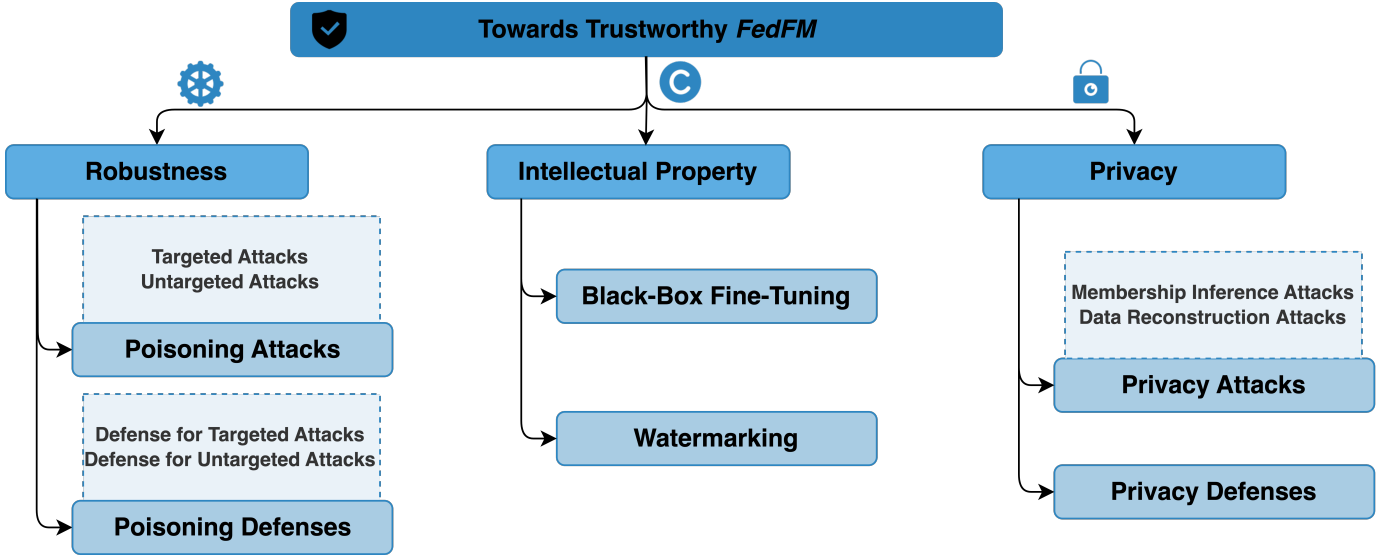 Towards Trustworthy FedFM
C
Robustness
Targeted Attacks
Untargeted Attacks
Poisoning Attacks
Defense for Targeted Attacks
Defense for Untargeted Attacks
Poisoning Defenses
Intellectual Property
Black-Box Fine-Tuning
Watermarking
Privacy
Membership Inference Attacks
Data Reconstruction Attacks
Privacy Attacks
Privacy Defenses